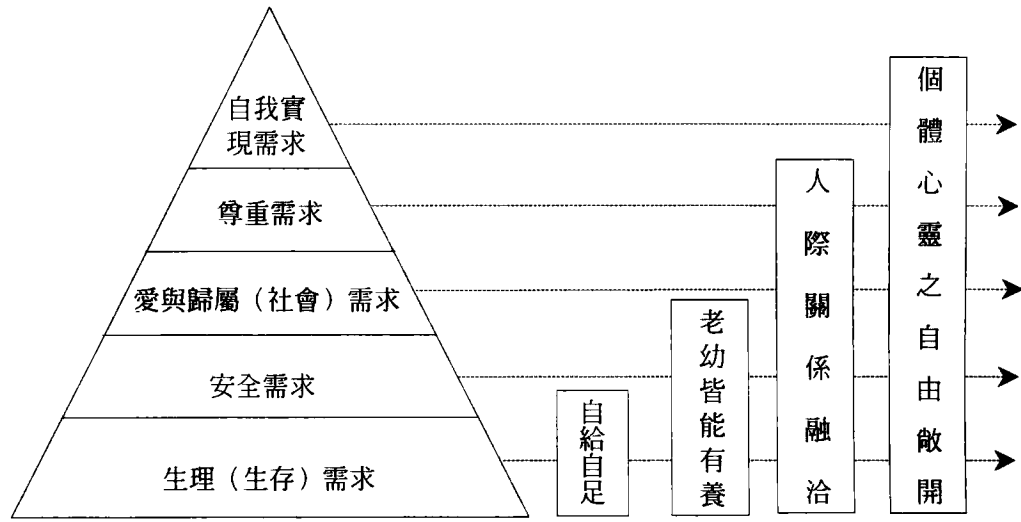 自我實
現需求
尊重需求
愛與歸屬（社會）需求
安全需求
生理（生存）需求
自給自足
老幼皆能有養
人際關係融洽
個體心靈之自由敞開